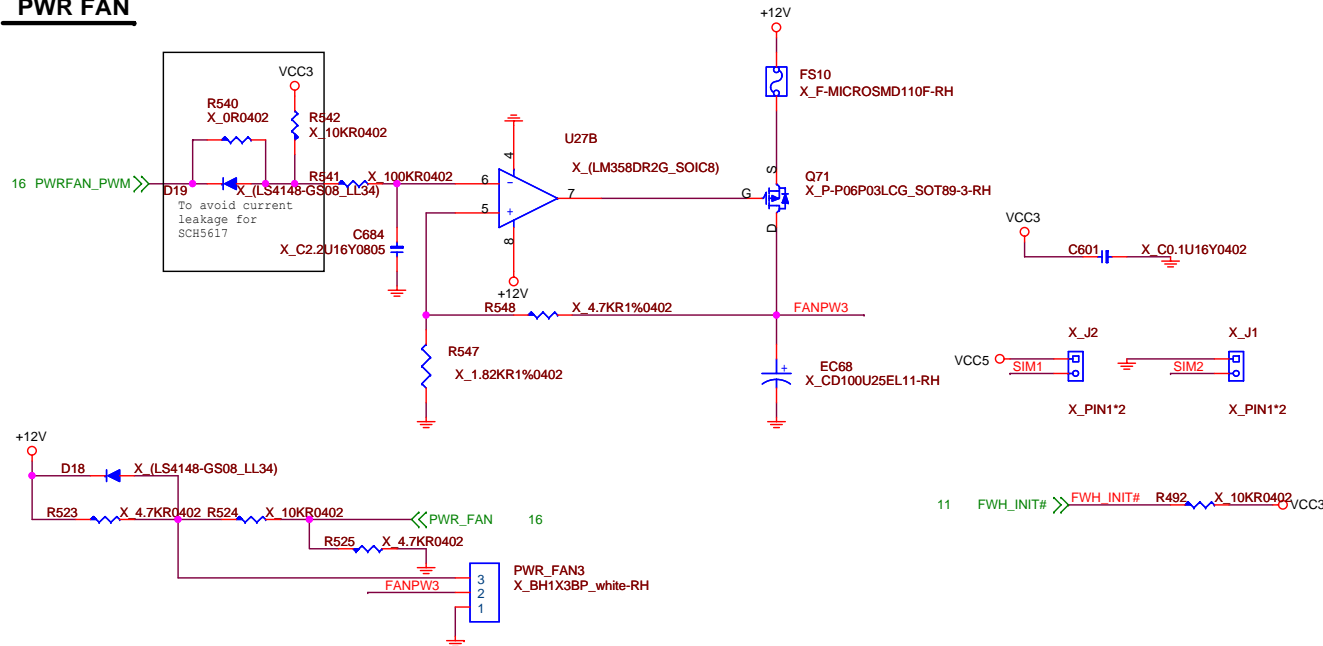 PWR FAN
+12V
VCC3
FS10
X_F-MICROSMD110F-RH
R540
X_0R0402
R542
X_10KR0402
U27B
X_(LM358DR2G_SOIC8)
4
S
Q71
X_P-P06P03LCG_SOT89-3-RH
16 PWRFAN_PWM
R541
X_100KR0402
6
-
7
G
D19
X_(LS4148-GS08_LL34)
To avoid current
leakage for
SCH5617
5
+
D
VCC3
C684
X_C2.2U16Y0805
8
C601
X_C0.1U16Y0402
+12V
R548
X_4.7KR1%0402
FANPW3
X_J2
X_J1
R547
X_1.82KR1%0402
+
EC68
X_CD100U25EL11-RH
VCC5
SIM1
SIM2
X_PIN1*2
X_PIN1*2
+12V
D18
X_(LS4148-GS08_LL34)
R523
X_4.7KR0402
R524
X_10KR0402
PWR_FAN
16
11
FWH_INIT#
FWH_INIT#
R492
X_10KR0402
VCC3
R525
X_4.7KR0402
PWR_FAN3
X_BH1X3BP_white-RH
3
FANPW3
2
1